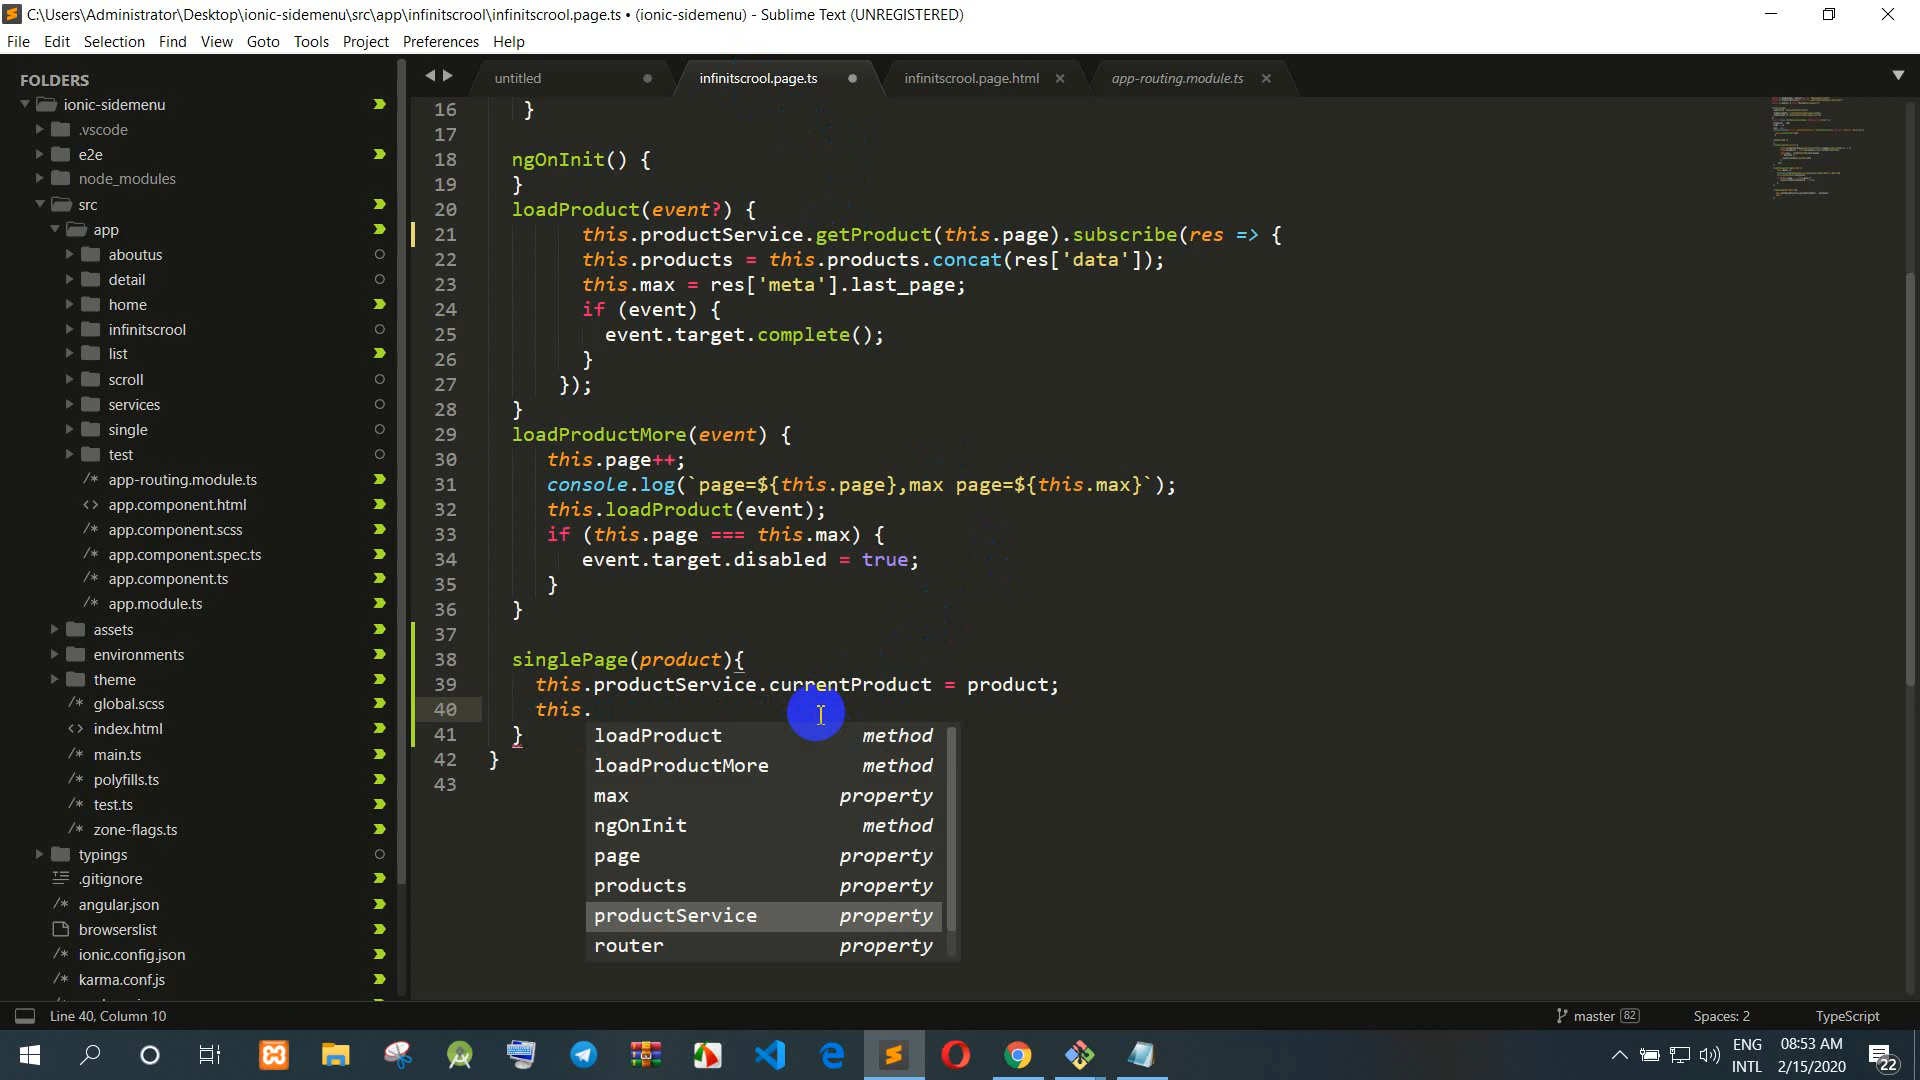 C:\Users\Administrator\Desktop\ionic-sidemenu\src\app\infinitscrool\infinitscrool.page.ts • (ionic-sidemenu) - Sublime Text (UNREGISTERED)
File Edit Selection Find View Goto Tools Project Preferences Help
FOLDERS
ionic-sidemenu
.vscode
e2e
node_modules
src
app
aboutus
detail
home
infinitscrool
list
scroll
services
single
test
/* app-routing.module.ts
<> app.component.html
/* app.component.scss
/* app.component.spec.ts
/* app.component.ts
/* app.module.ts
assets
environments
theme
/* global.scss
<> index.html
/* main.ts
/* polyfills.ts
/* test.ts
/* zone-flags.ts
typings
.gitignore
/* angular.json
browserslist
/* ionic.config.json
/* karma.conf.js
untitled
infinitscrool.page.ts
infinitscrool.page.html
app-routing.module.ts
16 }
17
18 ngOnInit() {
19 }
20 loadProduct(event?) {
21 this.productService.getProduct(this.page).subscribe(res => {
22 this.products = this.products.concat(res['data']);
23 this.max = res['meta'].last_page;
24 if (event) {
25 event.target.complete();
26 }
27 });
28 }
29 loadProductMore(event) {
30 this.page++;
31 console.log(`page=${this.page},max page=${this.max}`);
32 this.loadProduct(event);
33 if (this.page === this.max) {
34 event.target.disabled = true;
35 }
36 }
37
38 singlePage(product){
39 this.productService.currentProduct = product;
40 this.
41 }
42 }
43
loadProduct method
loadProductMore method
max property
ngOnInit method
page property
products property
productService property
router property
Line 40, Column 10
master 82
Spaces: 2
TypeScript
ENG
INTL
08:53 AM
2/15/2020
22